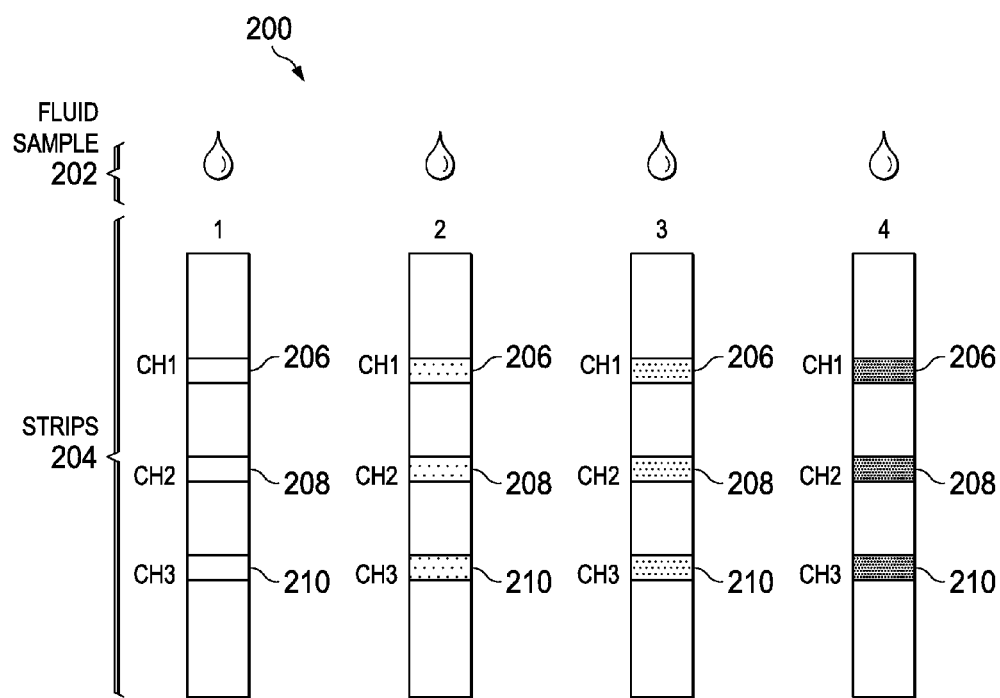 200
FLUID
SAMPLE
202
1 2 3 4
CH1 206 CH1 206 CH1 206 CH1 206
STRIPS
204
CH2 208 CH2 208 CH2 208 CH2 208
CH3 210 CH3 210 CH3 210 CH3 210